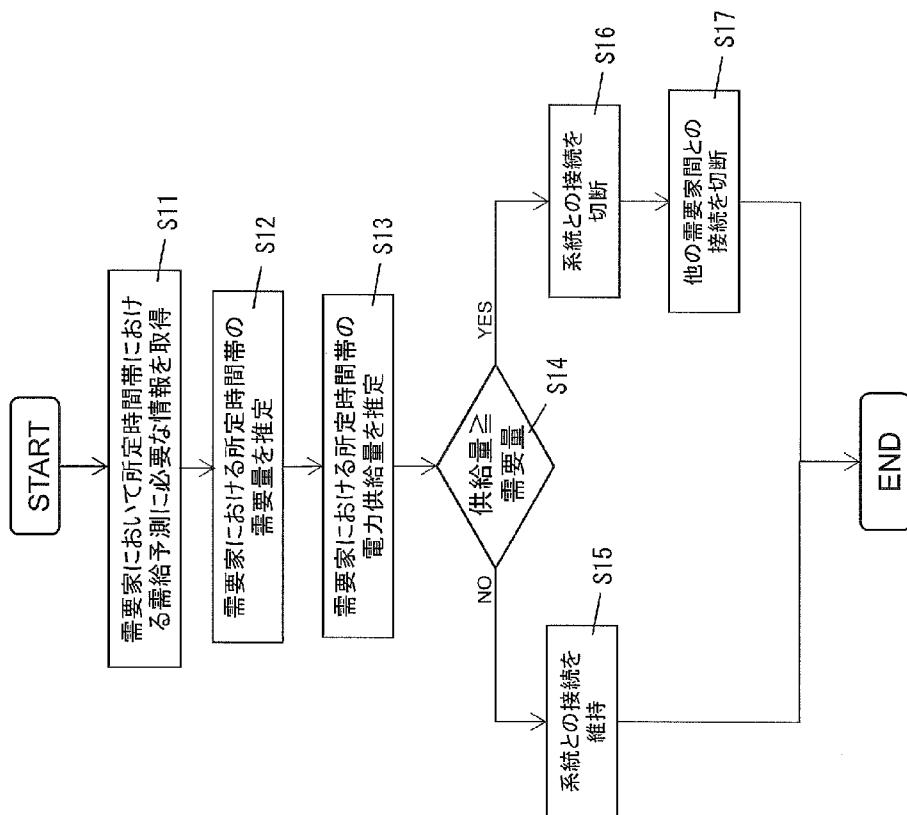 START
需要家において所定時間帯におけ
る需給予測に必要な情報を取得
S11
需要家における所定時間帯の
需要量を推定
S12
需要家における所定時間帯の
電力供給量を推定
S13
供給量≧
需要量
S14
NO
YES
系統との接続を
維持
S15
系統との接続を
切断
S16
他の需要家間との
接続を切断
S17
END